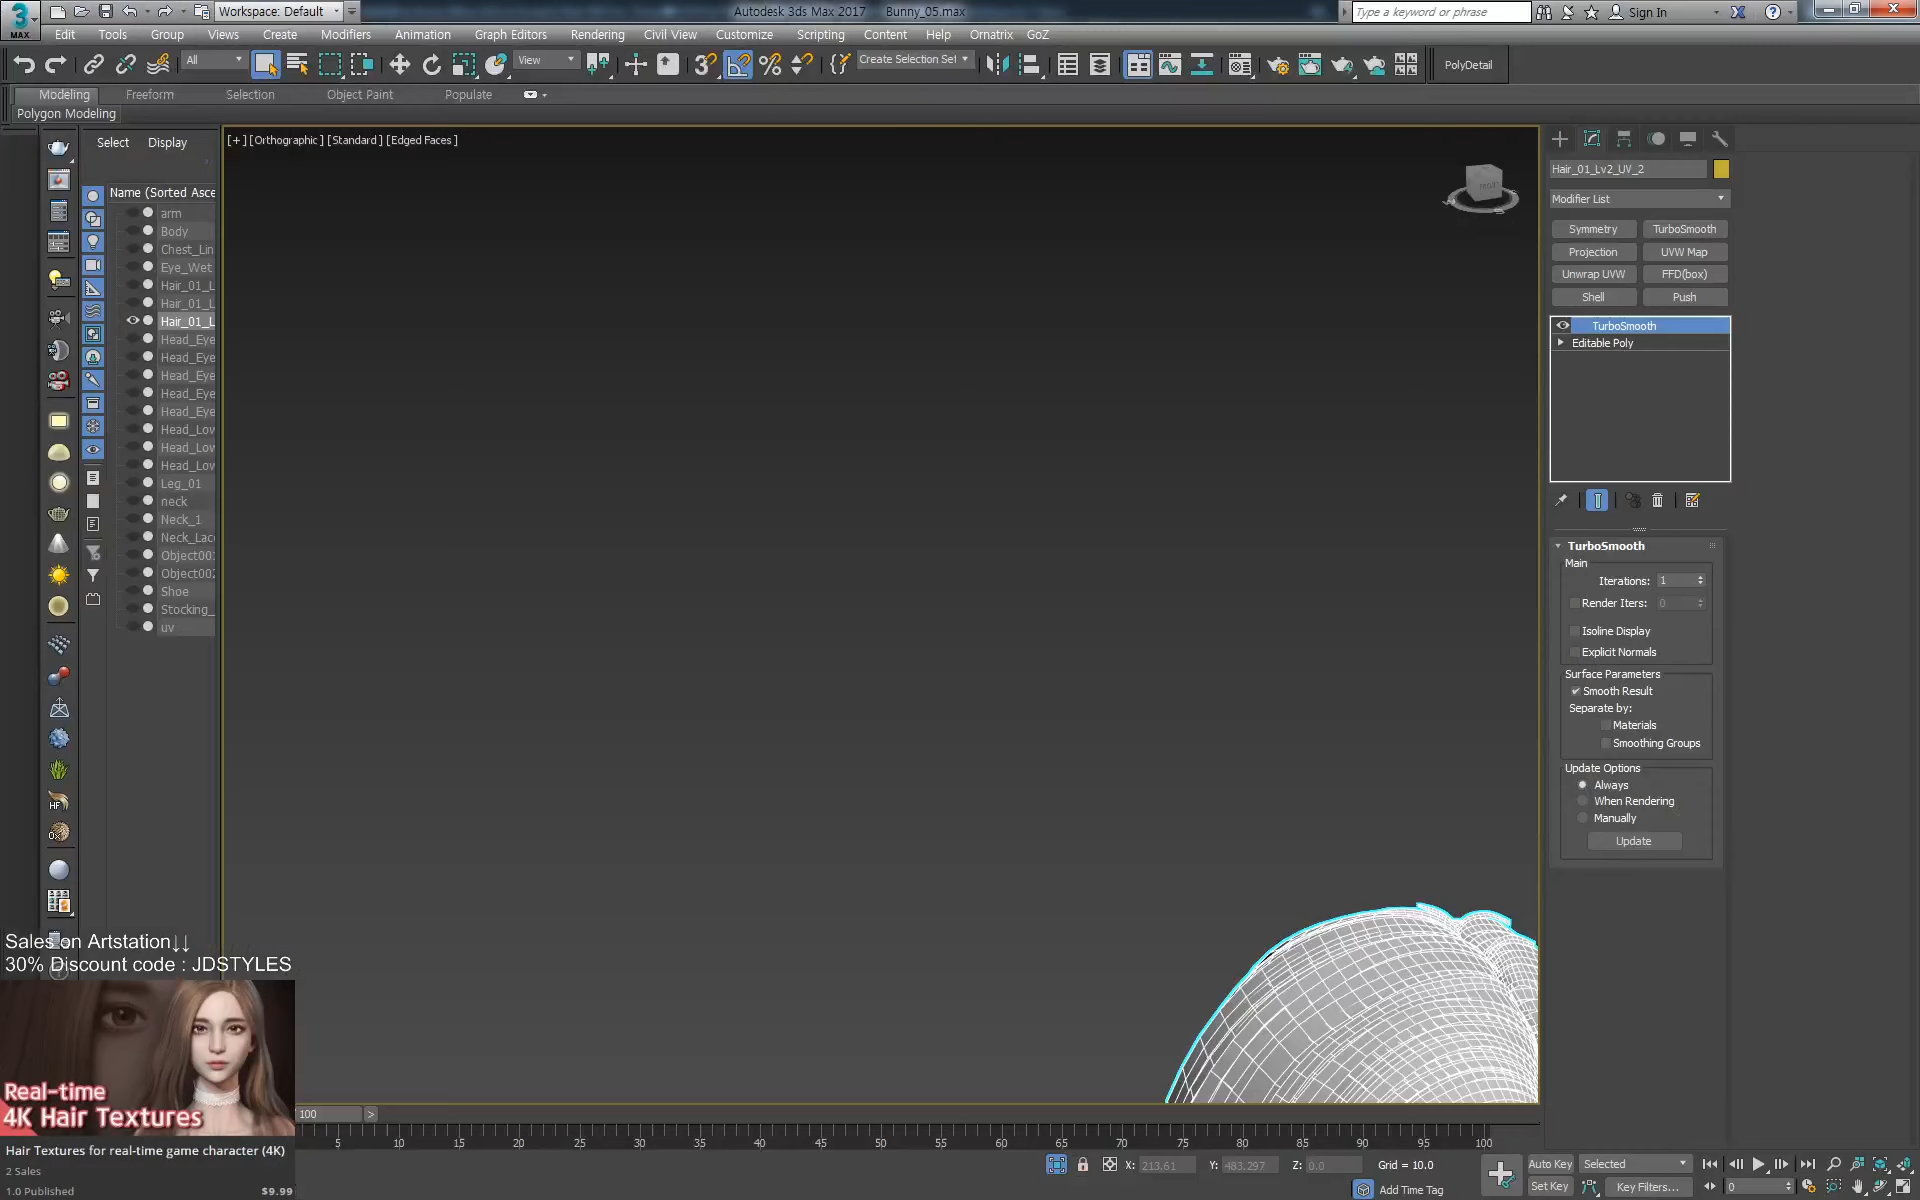 MAX
Workspace: Default
Autodesk 3ds Max 2017 Bunny_05.max
Type a keyword or phrase
Sign In
Edit Tools Group Views Create Modifiers Animation Graph Editors Rendering Civil View Customize Scripting Content Help Ornatrix GoZ
All
View
Create Selection Set
PolyDetail
Modeling Freeform Selection Object Paint Populate
Polygon Modeling
Select Display
Name (Sorted Asce
arm
Body
Chest_Lin
Eye_Wet
Hair_01_L
Hair_01_L
Hair_01_L
Head_Eye
Head_Eye
Head_Eye
Head_Eye
Head_Eye
Head_Low
Head_Low
Head_Low
Leg_01
neck
Neck_1
Neck_Lac
Object001
Object002
Shoe
Stocking_
uv
[+] [Orthographic] [Standard] [Edged Faces]
Hair_01_Lv2_UV_2
Modifier List
Symmetry TurboSmooth
Projection UVW Map
Unwrap UVW FFD(box)
Shell Push
TurboSmooth
Editable Poly
TurboSmooth
Main
Iterations: 1
Render Iters: 0
Isoline Display
Explicit Normals
Surface Parameters
Smooth Result
Separate by:
Materials
Smoothing Groups
Update Options
Always
When Rendering
Manually
Update
Sales on Artstation↓↓
30% Discount code : JDSTYLES
Real-time
4K Hair Textures
Hair Textures for real-time game character (4K)
2 Sales
1.0 Published $9.99
100 >
5 10 15 20 25 30 35 40 45 50 55 60 65 70 75 80 85 90 95 100
X: 213.61 Y: 483.297 Z: 0.0 Grid = 10.0
Add Time Tag
Auto Key Selected
Set Key Key Filters...
0